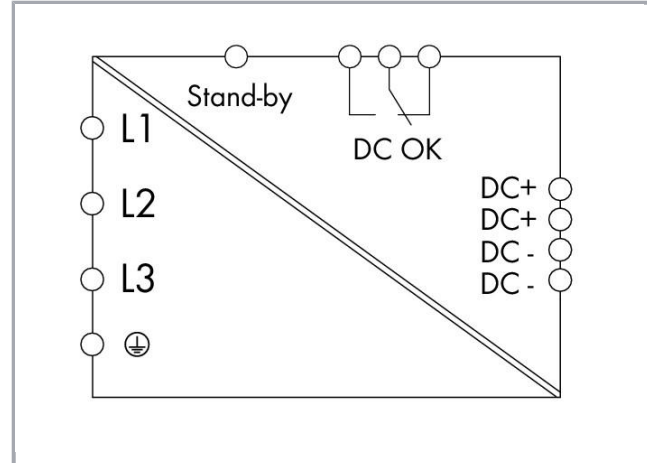 Stand-by
DC OK
L1
L2
L3
DC+
DC+
DC -
DC -